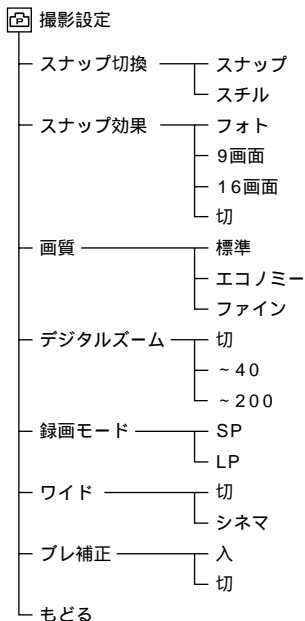 撮影設定
スナップ切換 スナップ
スチル
スナップ効果 フォト
9画面
16画面
切
画質 標準
エコノミー
ファイン
デジタルズーム 切
~40
~200
録画モード SP
LP
ワイド 切
シネマ
ブレ補正 入
切
もどる